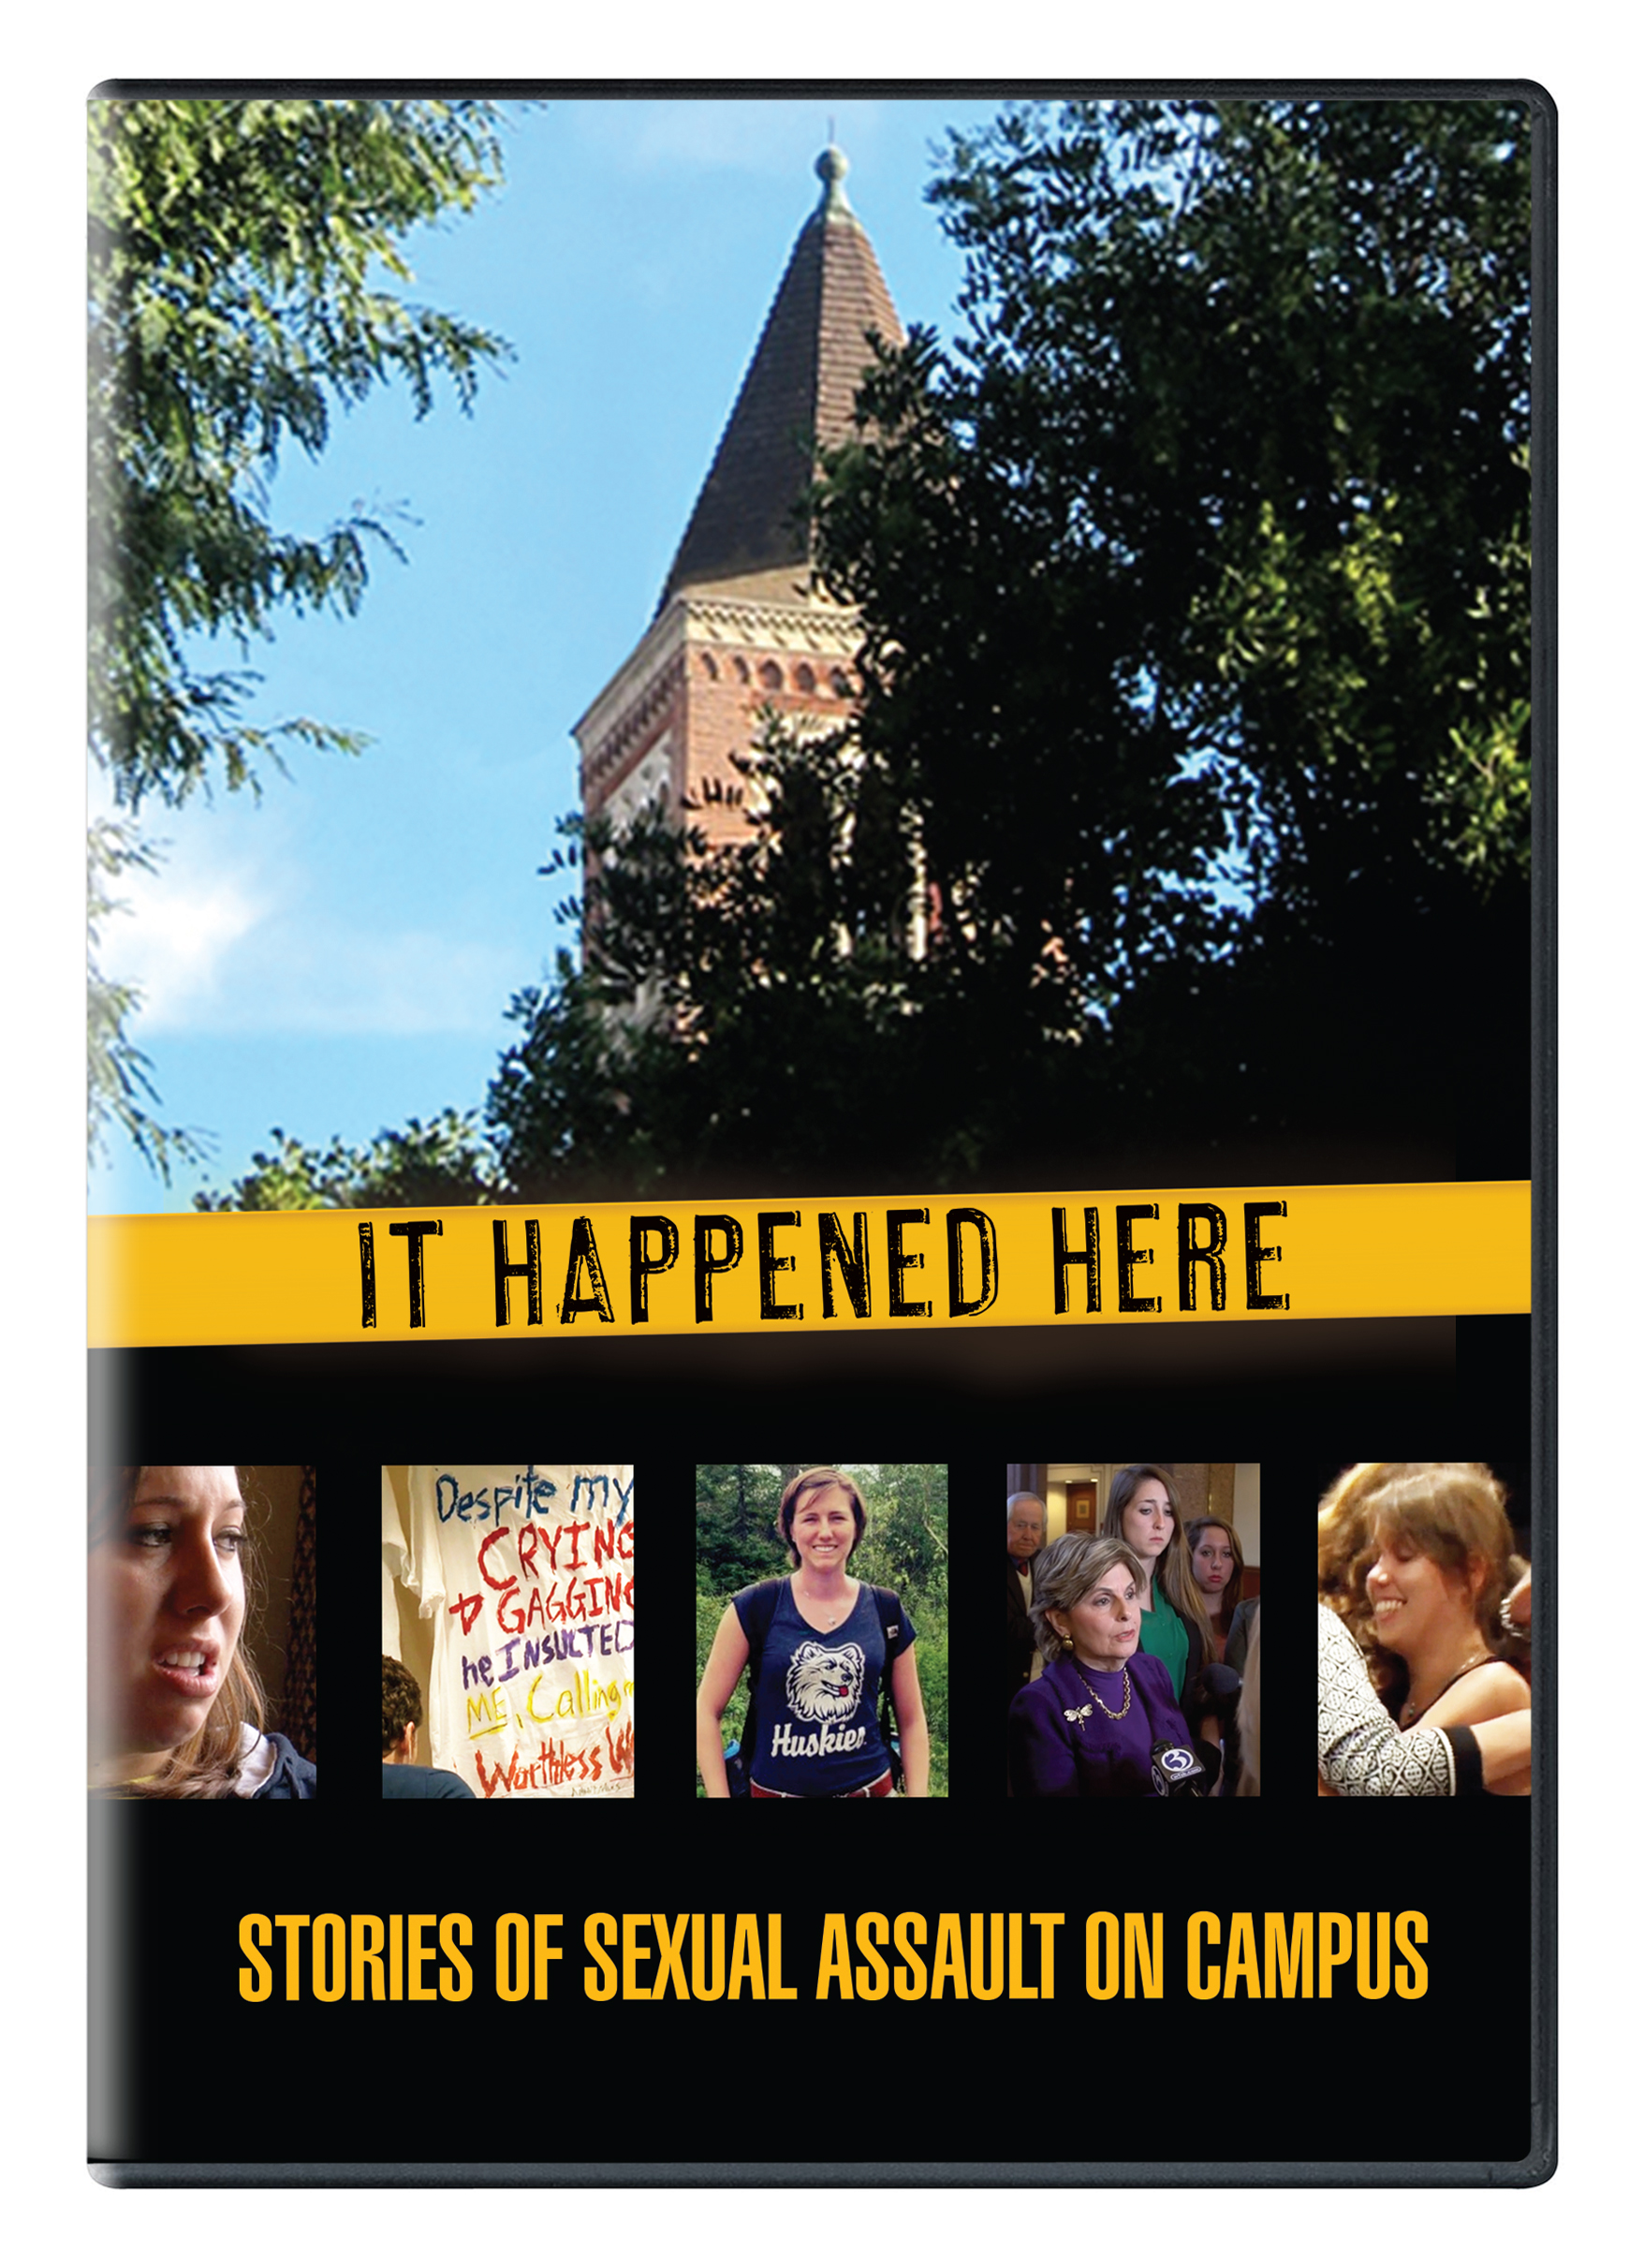 IT HAPPENED HERE
Despite my
CRYING
+ GAGGING
he INSULTED
ME, Calling
Worthless
Huskies
3
STORIES OF SEXUAL ASSAULT ON CAMPUS